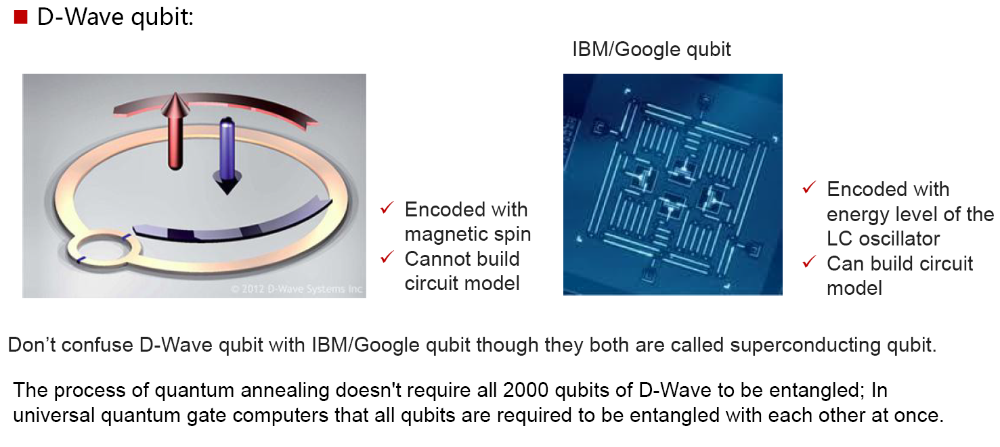 D-Wave qubit:
IBM/Google qubit
© 2012 D-Wave Systems Inc
Encoded with
magnetic spin
Cannot build
circuit model
Encoded with
energy level of the
LC oscillator
Can build circuit
model
Don’t confuse D-Wave qubit with IBM/Google qubit though they both are called superconducting qubit.
The process of quantum annealing doesn't require all 2000 qubits of D-Wave to be entangled; In
universal quantum gate computers that all qubits are required to be entangled with each other at once.